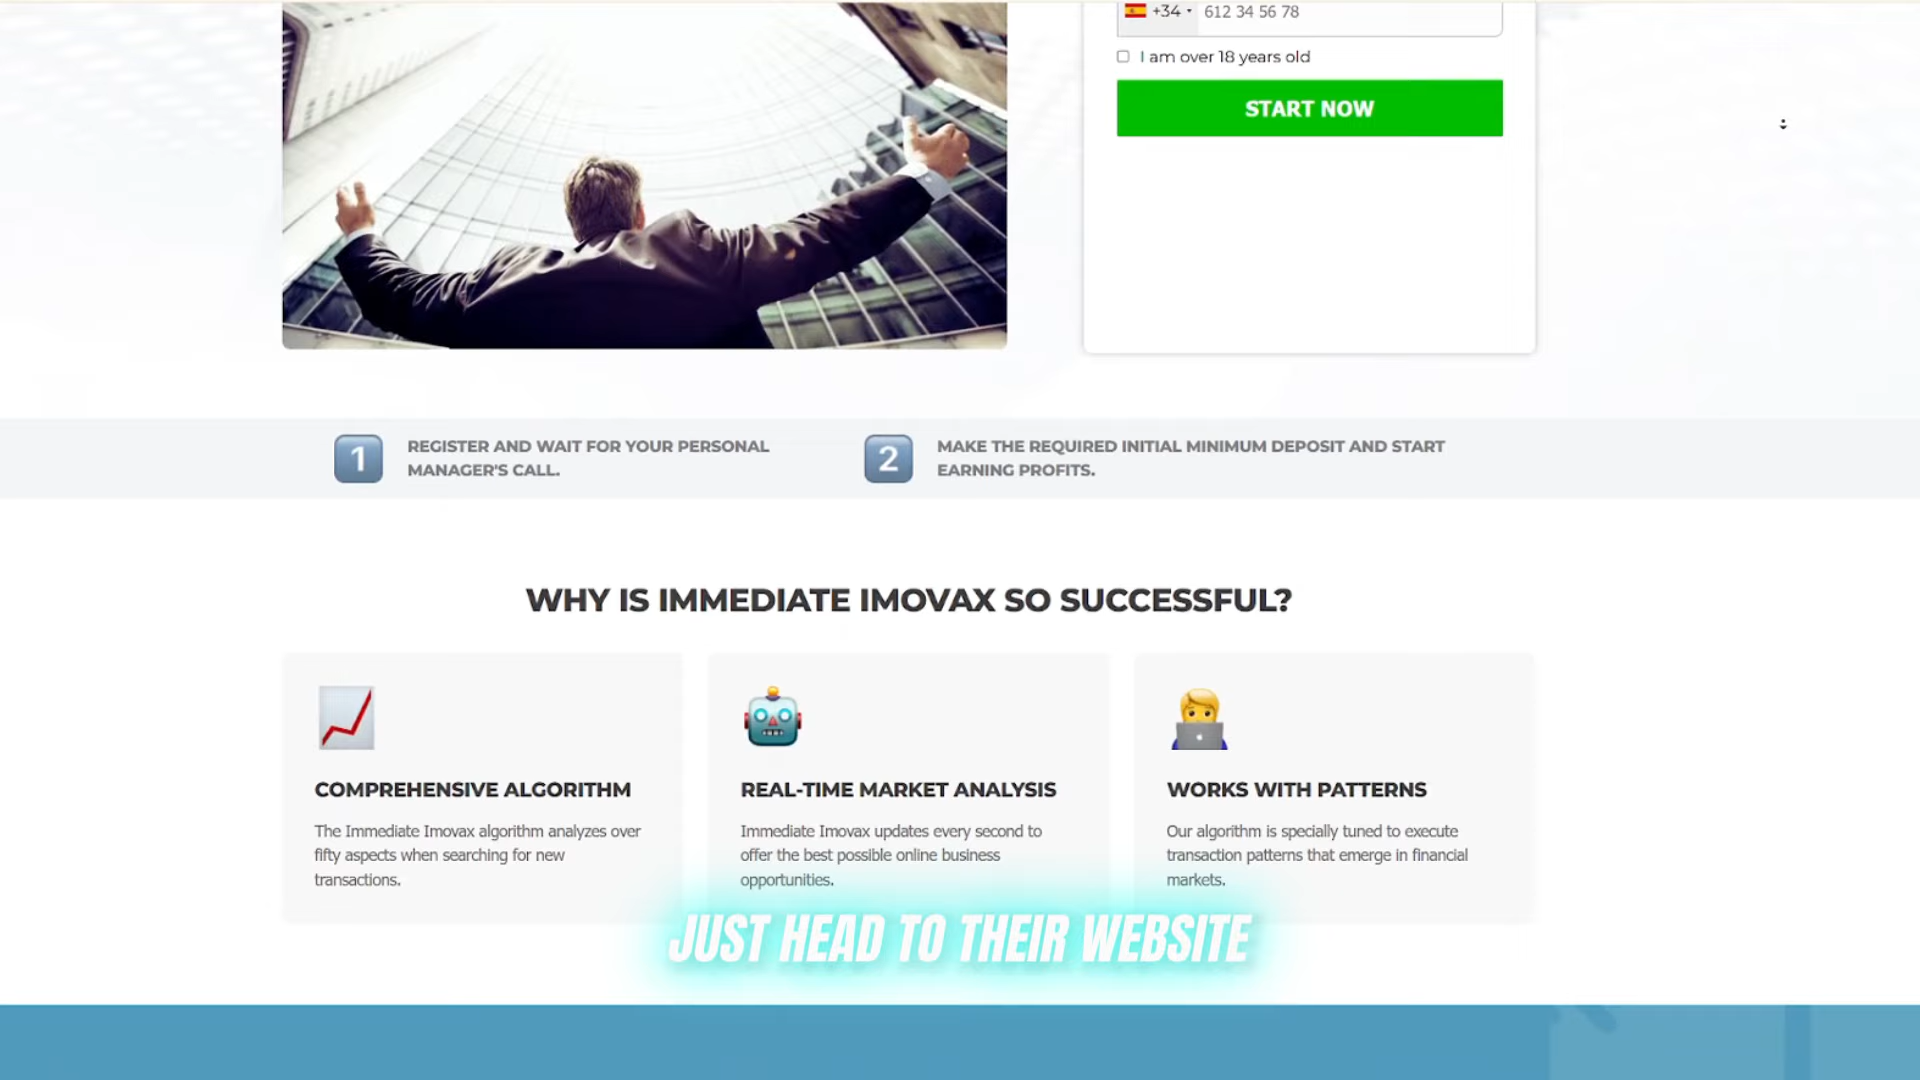 +34
612 34 56 78
I am over 18 years old
START NOW
1
REGISTER AND WAIT FOR YOUR PERSONAL
MANAGER'S CALL.
2
MAKE THE REQUIRED INITIAL MINIMUM DEPOSIT AND START
EARNING PROFITS.
WHY IS IMMEDIATE IMOVAX SO SUCCESSFUL?
COMPREHENSIVE ALGORITHM
The Immediate Imovax algorithm analyzes over
fifty aspects when searching for new
transactions.
REAL-TIME MARKET ANALYSIS
Immediate Imovax updates every second to
offer the best possible online business
opportunities.
WORKS WITH PATTERNS
Our algorithm is specially tuned to execute
transaction patterns that emerge in financial
markets.
JUST HEAD TO THEIR WEBSITE